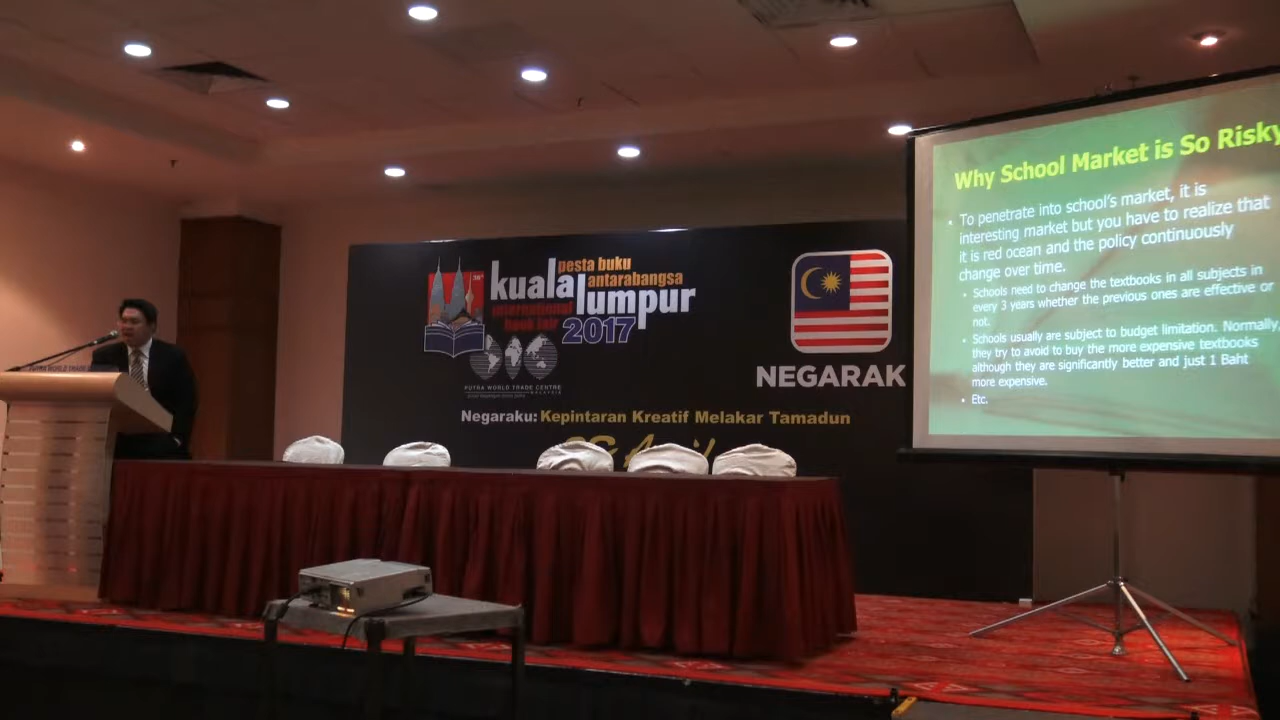 Why School Market is So Risky
• To penetrate into school's market, it is
interesting market but you have to realize that
it is red ocean and the policy continuously
change over time.
• Schools need to change the textbooks in all subjects in
every 3 years whether the previous ones are effective or
not.
• Schools usually are subject to budget limitation. Normally,
they try to avoid to buy the more expensive textbooks
although they are significantly better and just 1 Baht
more expensive.
• Etc.
pesta buku
antarabangsa
kuala lumpur
international
book fair
2017
PUTRA WORLD TRADE CENTRE
MALAYSIA
NEGARAK
Negaraku: Kepintaran Kreatif Melakar Tamadun
PUTRA WORLD TRADE